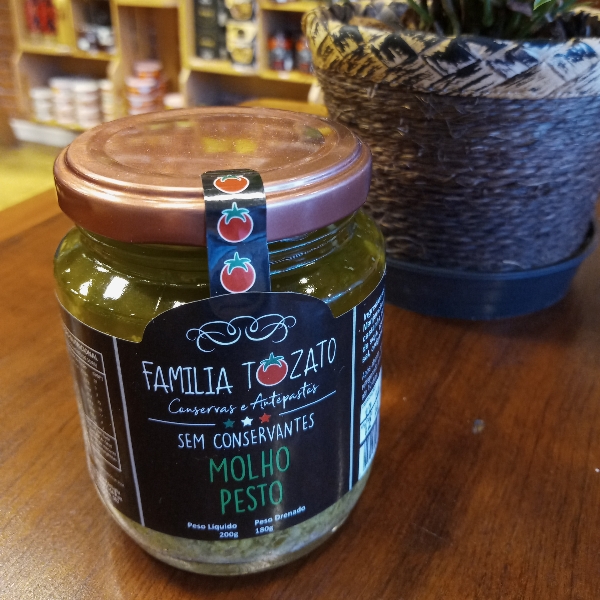 FAMILIA TOZATO
Conservas e Antepastos
SEM CONSERVANTES
MOLHO
PESTO
Peso Líquido Peso Drenado
200g 180g